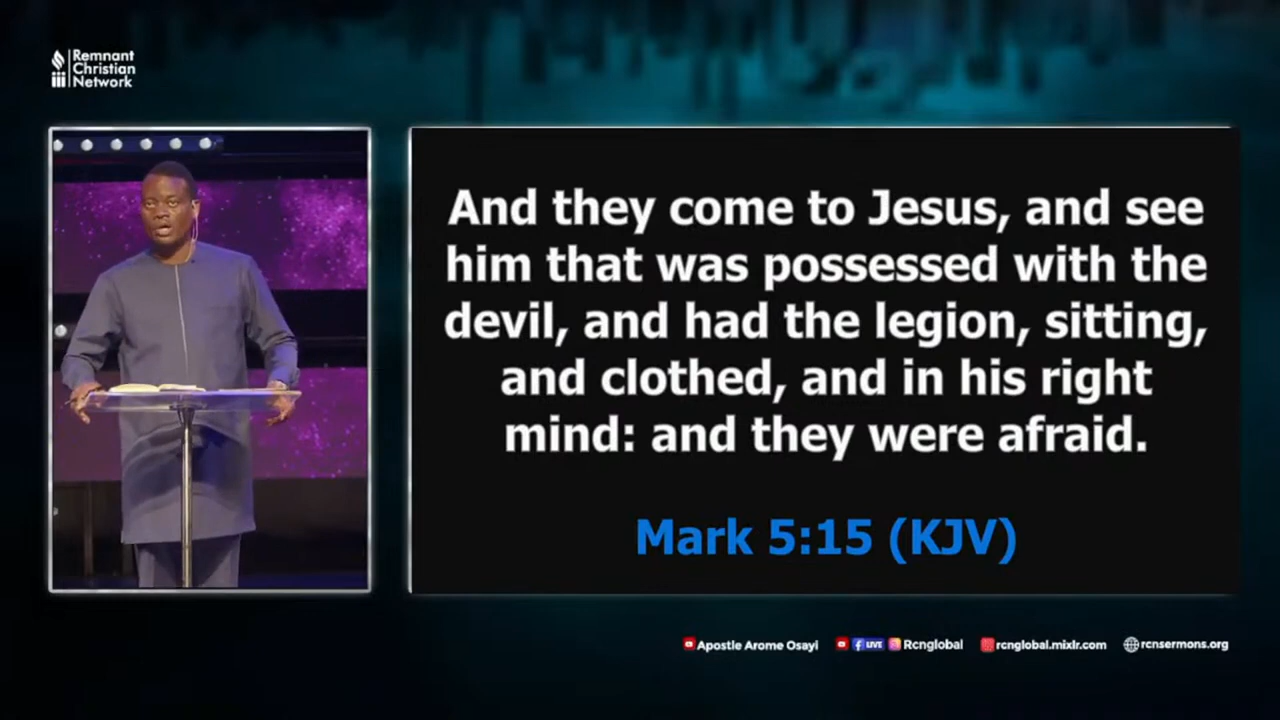 Remnant
Christian
Network
And they come to Jesus, and see
him that was possessed with the
devil, and had the legion, sitting,
and clothed, and in his right
mind: and they were afraid.
Mark 5:15 (KJV)
Apostle Arome Osayi
LIVE
Rcnglobal
rcnglobal.mixlr.com
rcnsermons.org